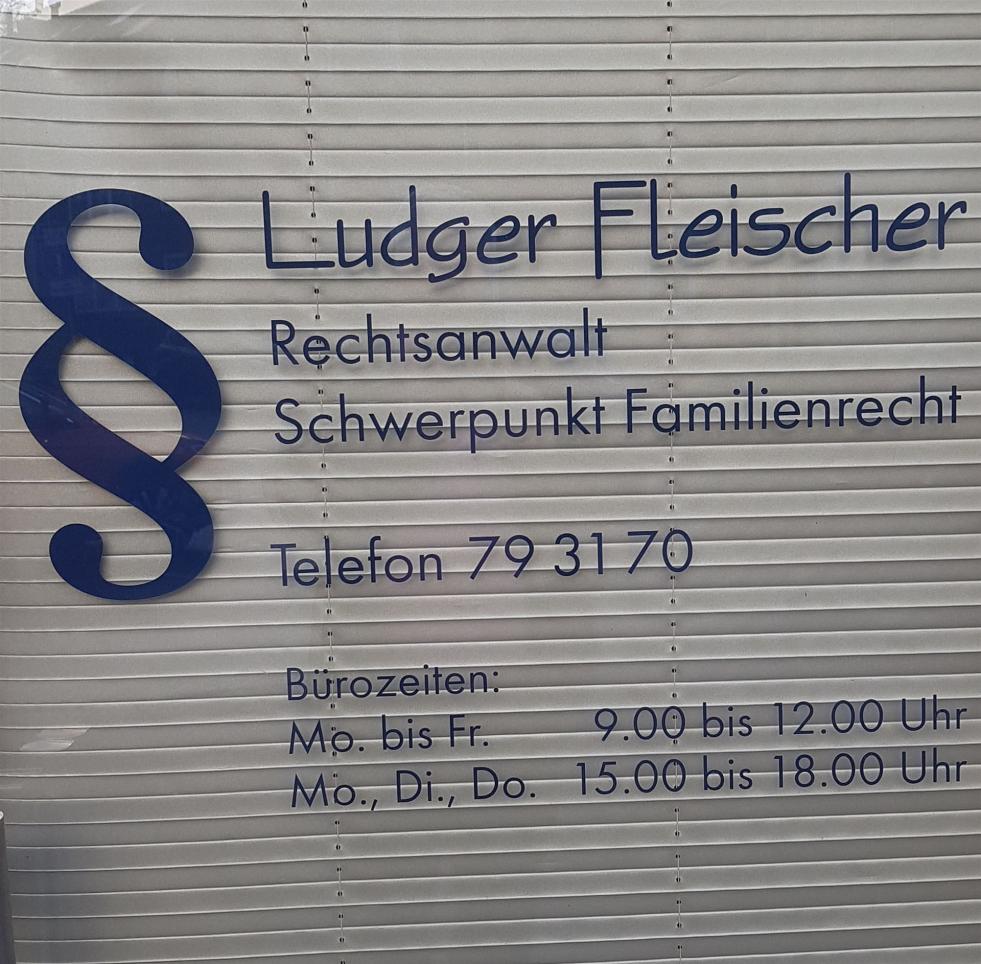 § Ludger Fleischer
Rechtsanwalt
Schwerpunkt Familienrecht
Telefon 79 31 70
Bürozeiten:
Mo. bis Fr. 9.00 bis 12.00 Uhr
Mo., Di., Do. 15.00 bis 18.00 Uhr